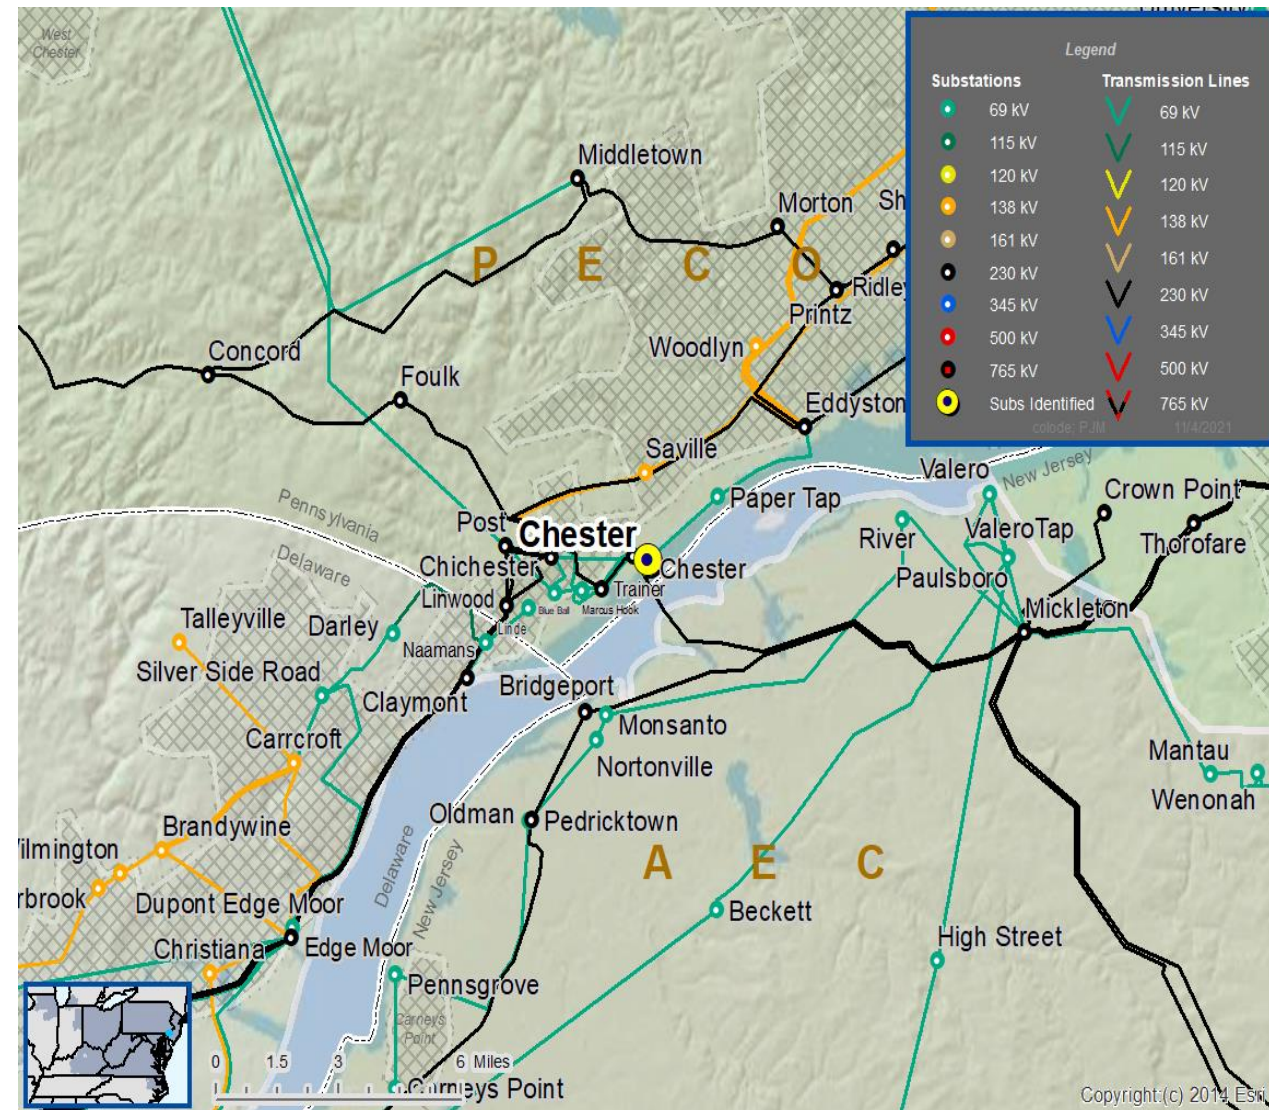 West
Chester
Legend
Substations
Transmission Lines
69 kV
69 kV
115 kV
115 kV
120 kV
120 kV
138 kV
138 kV
161 kV
161 kV
230 kV
230 kV
345 kV
345 kV
500 kV
500 kV
765 kV
765 kV
Subs Identified
colode; PJM
11/4/2021
Middletown
Morton
Sh
P E C O
Ridley
Printz
Woodlyn
Concord
Foulk
Eddyston
Saville
Valero
New Jersey
Crown Point
Paper Tap
Pennsylvania
Post
Chester
River
ValeroTap
Thorofare
Delaware
Chichester
Chester
Paulsboro
Linwood
Trainer
Blue Ball
Marcus Hook
Mickleton
Talleyville
Darley
Linde
Naamans
Silver Side Road
Claymont
Bridgeport
Monsanto
Carrcroft
Nortonville
Mantau
Wenonah
Oldman
Pedricktown
Brandywine
ilmington
A E C
Delaware
New Jersey
rbrook
Dupont Edge Moor
Beckett
Christiana
Edge Moor
High Street
Pennsgrove
Carneys
Point
0 1.5 3 6 Miles
Carneys Point
Copyright:(c) 2014 Esri